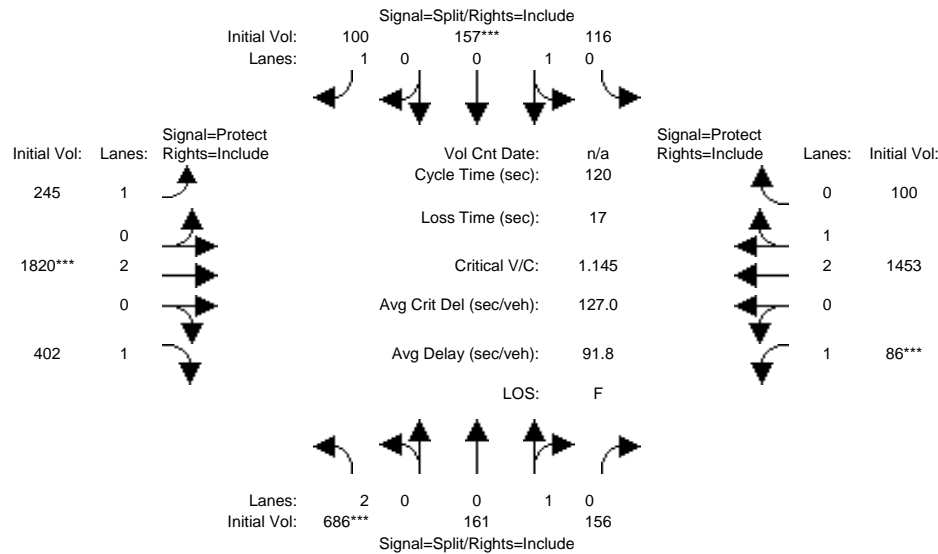 Signal=Split/Rights=Include
Initial Vol: 100 157*** 116
Lanes: 1 0 0 1 0
Signal=Protect Signal=Protect
Initial Vol: Lanes: Rights=Include Vol Cnt Date: n/a Rights=Include Lanes: Initial Vol:
Cycle Time (sec): 120
245 1 0 100
Loss Time (sec): 17
0 1
1820*** 2 Critical V/C: 1.145 2 1453
0 Avg Crit Del (sec/veh): 127.0 0
402 1 Avg Delay (sec/veh): 91.8 1 86***
LOS: F
Lanes: 2 0 0 1 0
Initial Vol: 686*** 161 156
Signal=Split/Rights=Include